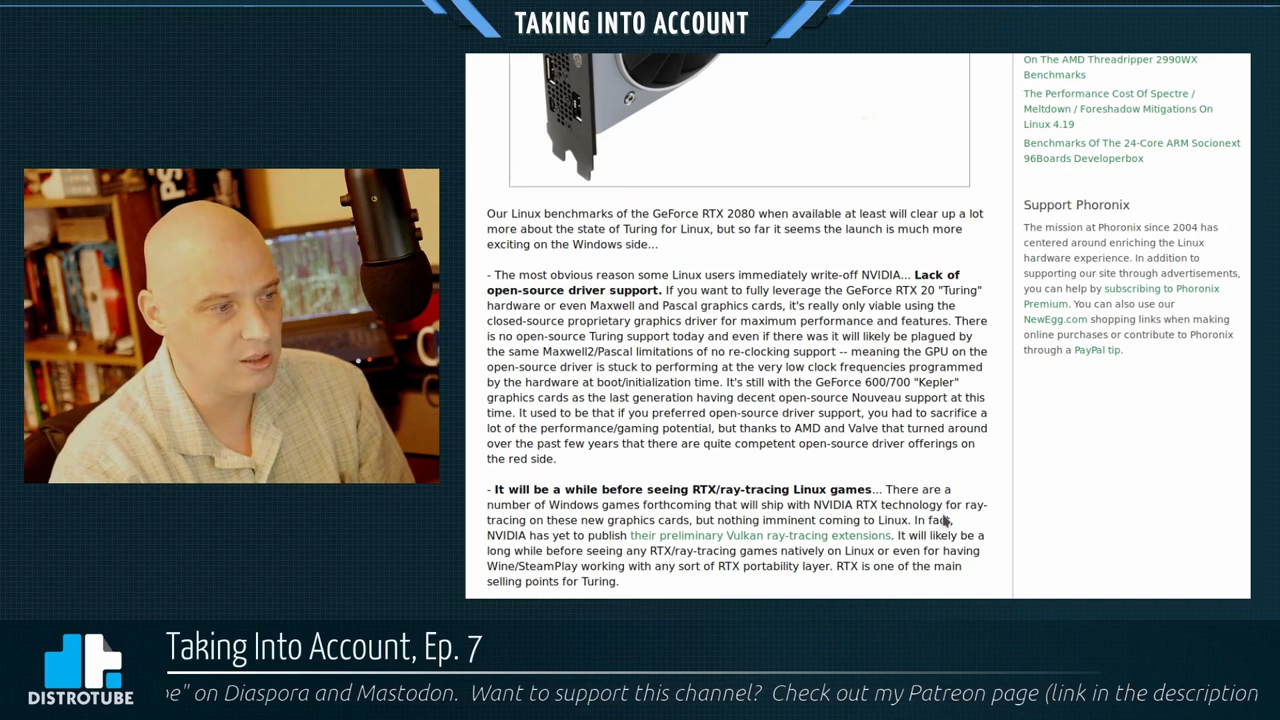 TAKING INTO ACCOUNT
On The AMD Threadripper 2990WX
Benchmarks
The Performance Cost Of Spectre /
Meltdown / Foreshadow Mitigations On
Linux 4.19
Benchmarks Of The 24-Core ARM Socionext
96Boards Developerbox
Support Phoronix
The mission at Phoronix since 2004 has
centered around enriching the Linux
hardware experience. In addition to
supporting our site through advertisements,
you can help by subscribing to Phoronix
Premium. You can also use our
NewEgg.com shopping links when making
online purchases or contribute to Phoronix
through a PayPal tip.
Our Linux benchmarks of the GeForce RTX 2080 when available at least will clear up a lot
more about the state of Turing for Linux, but so far it seems the launch is much more
exciting on the Windows side...
- The most obvious reason some Linux users immediately write-off NVIDIA... Lack of
open-source driver support. If you want to fully leverage the GeForce RTX 20 "Turing"
hardware or even Maxwell and Pascal graphics cards, it's really only viable using the
closed-source proprietary graphics driver for maximum performance and features. There
is no open-source Turing support today and even if there was it will likely be plagued by
the same Maxwell2/Pascal limitations of no re-clocking support -- meaning the GPU on the
open-source driver is stuck to performing at the very low clock frequencies programmed
by the hardware at boot/initialization time. It's still with the GeForce 600/700 "Kepler"
graphics cards as the last generation having decent open-source Nouveau support at this
time. It used to be that if you preferred open-source driver support, you had to sacrifice a
lot of the performance/gaming potential, but thanks to AMD and Valve that turned around
over the past few years that there are quite competent open-source driver offerings on
the red side.
- It will be a while before seeing RTX/ray-tracing Linux games... There are a
number of Windows games forthcoming that will ship with NVIDIA RTX technology for ray-
tracing on these new graphics cards, but nothing imminent coming to Linux. In fact,
NVIDIA has yet to publish their preliminary Vulkan ray-tracing extensions. It will likely be a
long while before seeing any RTX/ray-tracing games natively on Linux or even for having
Wine/SteamPlay working with any sort of RTX portability layer. RTX is one of the main
selling points for Turing.
Taking Into Account, Ep. 7
DISTROTUBE
" on Diaspora and Mastodon. Want to support this channel? Check out my Patreon page (link in the description